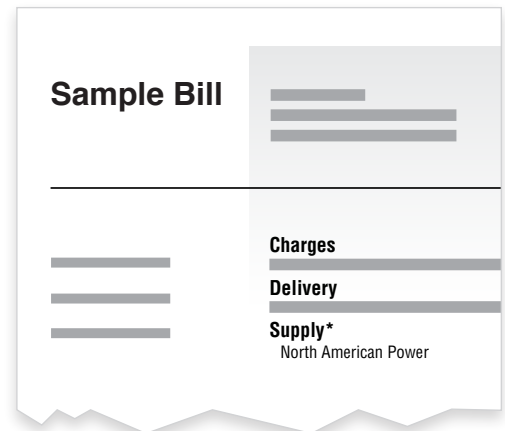 Sample Bill
Charges
Delivery
Supply*
North American Power